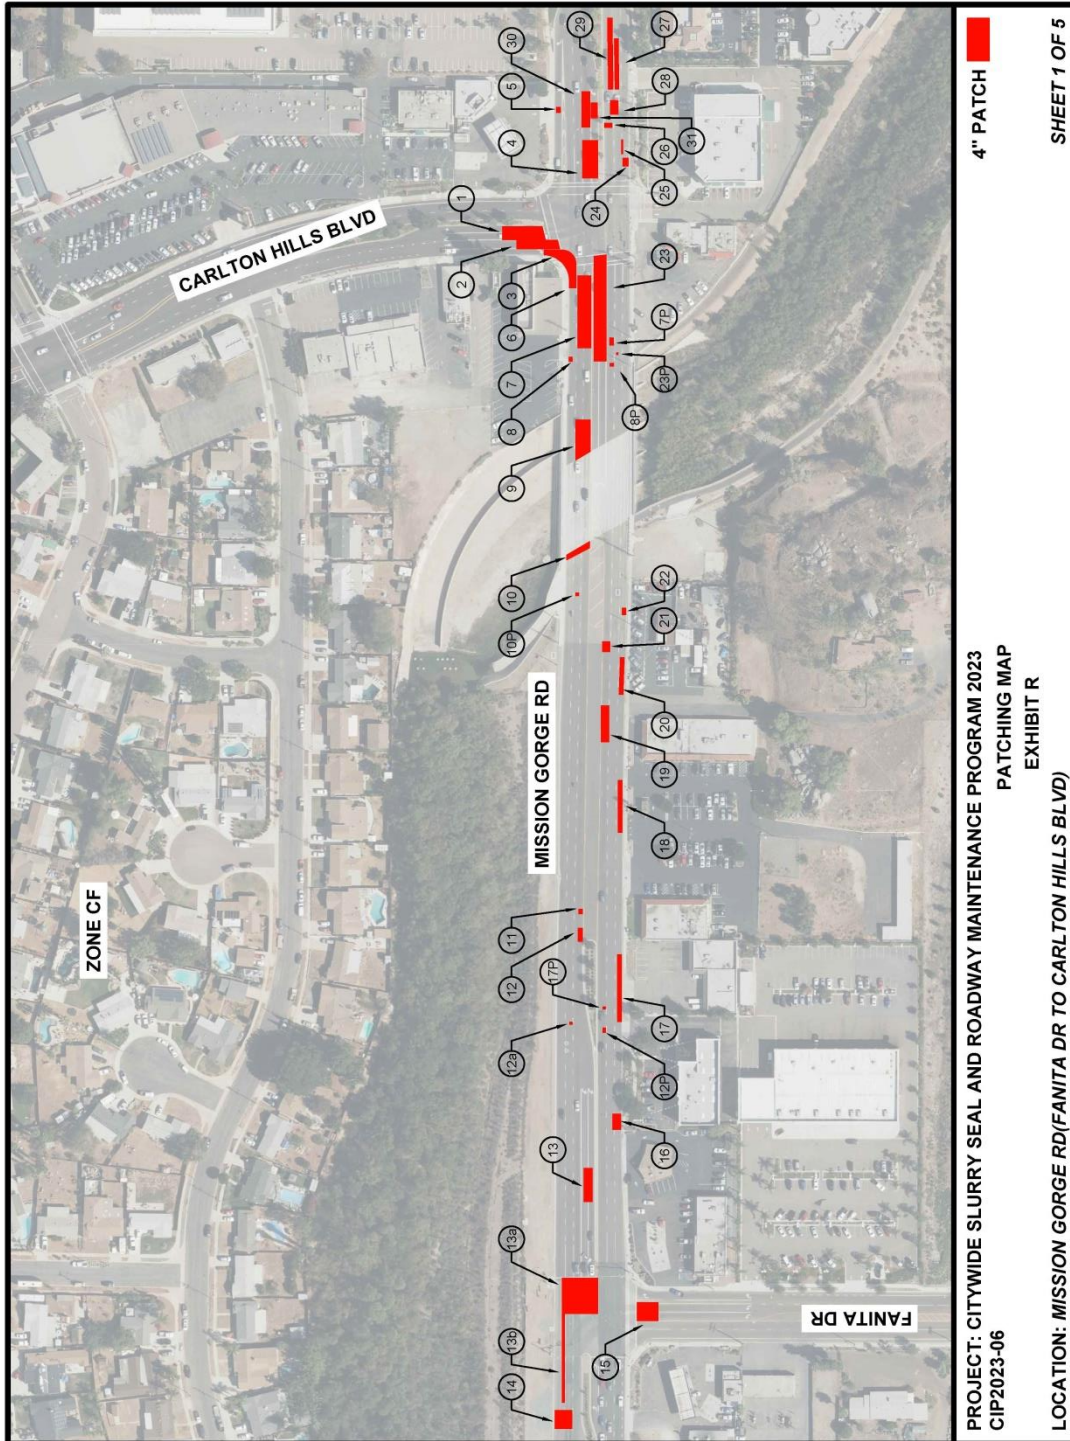 29
30
5
4
27
28
31
26
25
24
1
2
3
6
7
8
23
7P
23P
8P
9
10
10P
22
21
20
19
18
11
12
17P
12a
17
12P
16
13
13a
13b
14
15
CARLTON HILLS BLVD
MISSION GORGE RD
ZONE CF
FANITA DR
4" PATCH
PROJECT: CITYWIDE SLURRY SEAL AND ROADWAY MAINTENANCE PROGRAM 2023
CIP2023-06
PATCHING MAP
EXHIBIT R
LOCATION: MISSION GORGE RD(FANITA DR TO CARLTON HILLS BLVD)
SHEET 1 OF 5